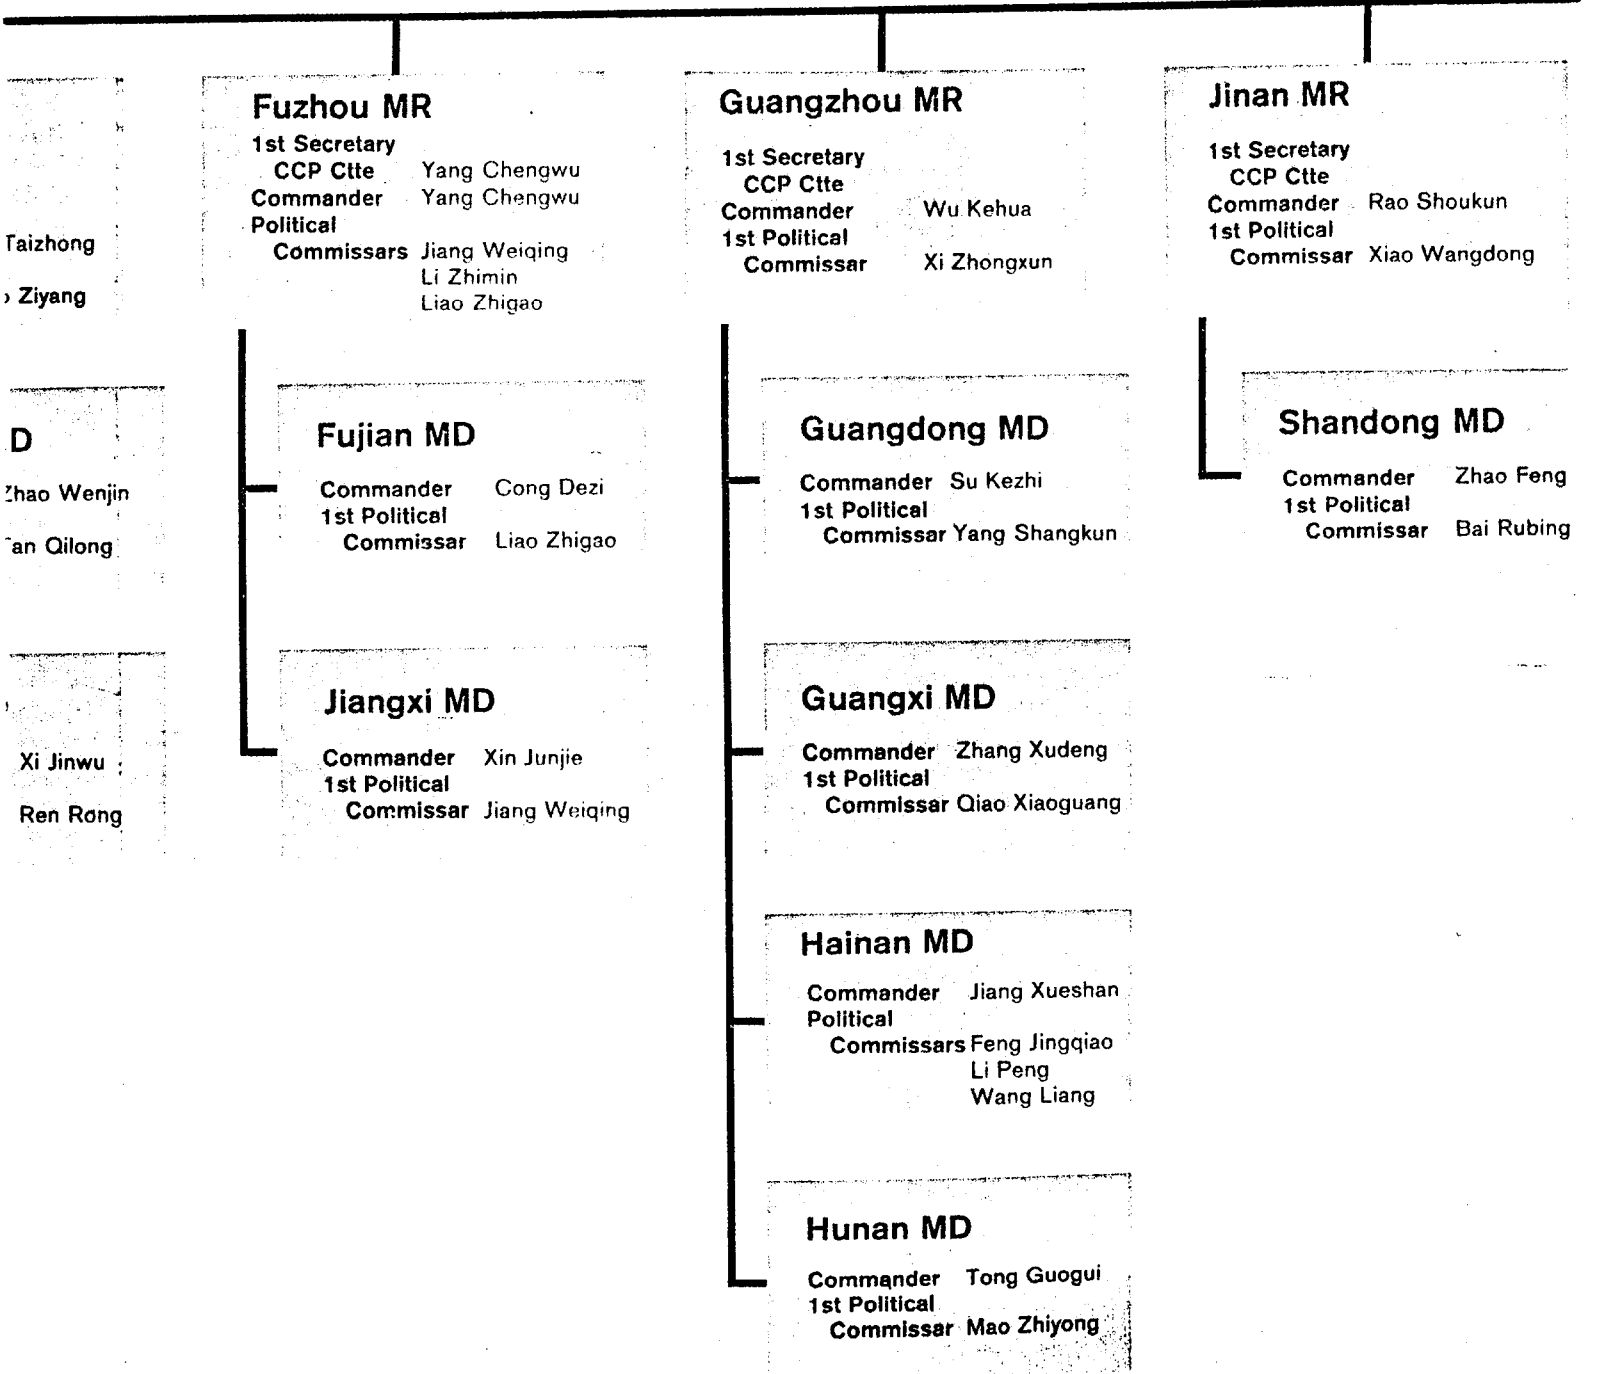 Taizhong
Ziyang
D
Zhao Wenjin
Qilong
Xi Jinwu
Ren Rong
Fuzhou MR
1st Secretary
CCP Ctte Yang Chengwu
Commander Yang Chengwu
Political
Commissars Jiang Weiqing
Li Zhimin
Liao Zhigao
Fujian MD
Commander Cong Dezi
1st Political
Commissar Liao Zhigao
Jiangxi MD
Commander Xin Junjie
1st Political
Commissar Jiang Weiqing
Guangzhou MR
1st Secretary
CCP Ctte
Commander Wu Kehua
1st Political
Commissar Xi Zhongxun
Guangdong MD
Commander Su Kezhi
1st Political
Commissar Yang Shangkun
Guangxi MD
Commander Zhang Xudeng
1st Political
Commissar Qiao Xiaoguang
Hainan MD
Commander Jiang Xueshan
Political
Commissars Feng Jingqiao
Li Peng
Wang Liang
Hunan MD
Commander Tong Guogui
1st Political
Commissar Mao Zhiyong
Jinan MR
1st Secretary
CCP Ctte
Commander Rao Shoukun
1st Political
Commissar Xiao Wangdong
Shandong MD
Commander Zhao Feng
1st Political
Commissar Bai Rubing